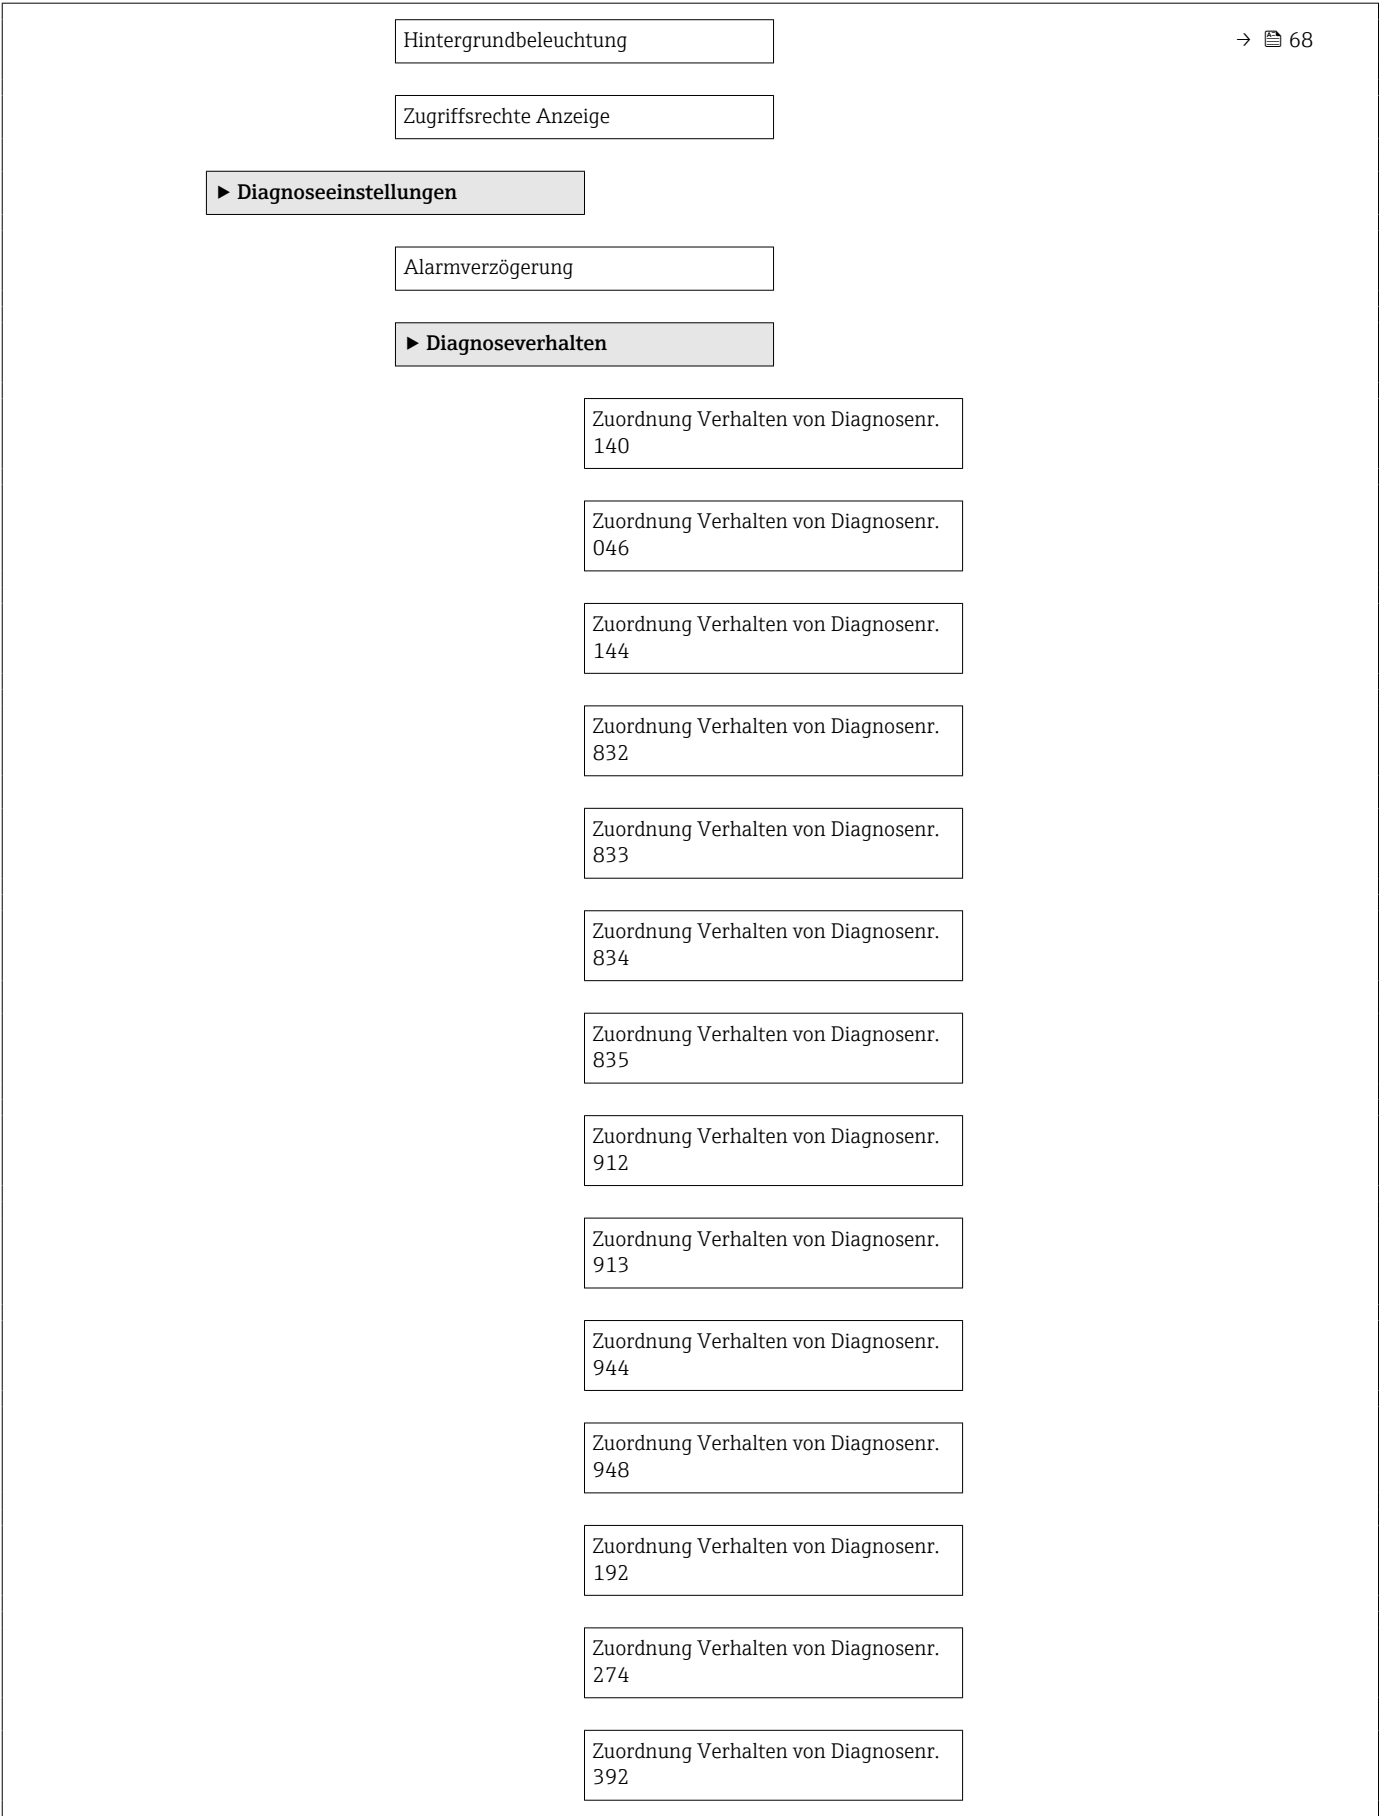 Hintergrundbeleuchtung → 68
Zugriffsrechte Anzeige
► Diagnoseeinstellungen
Alarmverzögerung
► Diagnoseverhalten
Zuordnung Verhalten von Diagnosenr.
140
Zuordnung Verhalten von Diagnosenr.
046
Zuordnung Verhalten von Diagnosenr.
144
Zuordnung Verhalten von Diagnosenr.
832
Zuordnung Verhalten von Diagnosenr.
833
Zuordnung Verhalten von Diagnosenr.
834
Zuordnung Verhalten von Diagnosenr.
835
Zuordnung Verhalten von Diagnosenr.
912
Zuordnung Verhalten von Diagnosenr.
913
Zuordnung Verhalten von Diagnosenr.
944
Zuordnung Verhalten von Diagnosenr.
948
Zuordnung Verhalten von Diagnosenr.
192
Zuordnung Verhalten von Diagnosenr.
274
Zuordnung Verhalten von Diagnosenr.
392